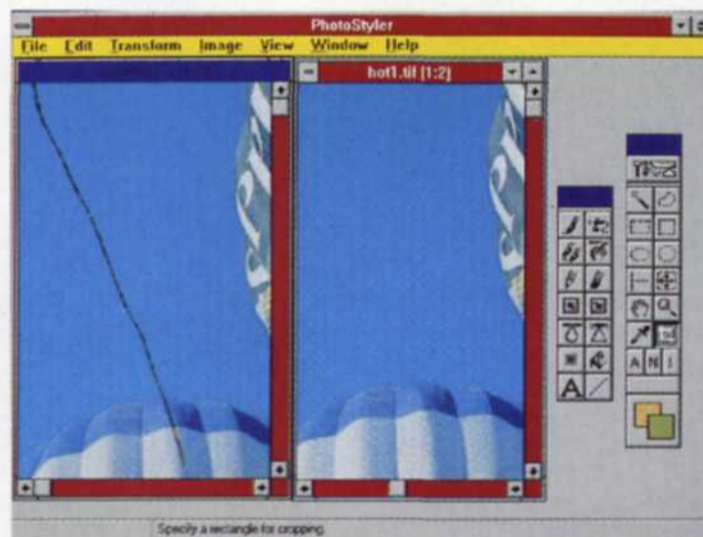 PhotoStyler
File Edit Transform Image View Window Help
hot1.tif [1:2]
A N I
A
Specify a rectangle for cropping.